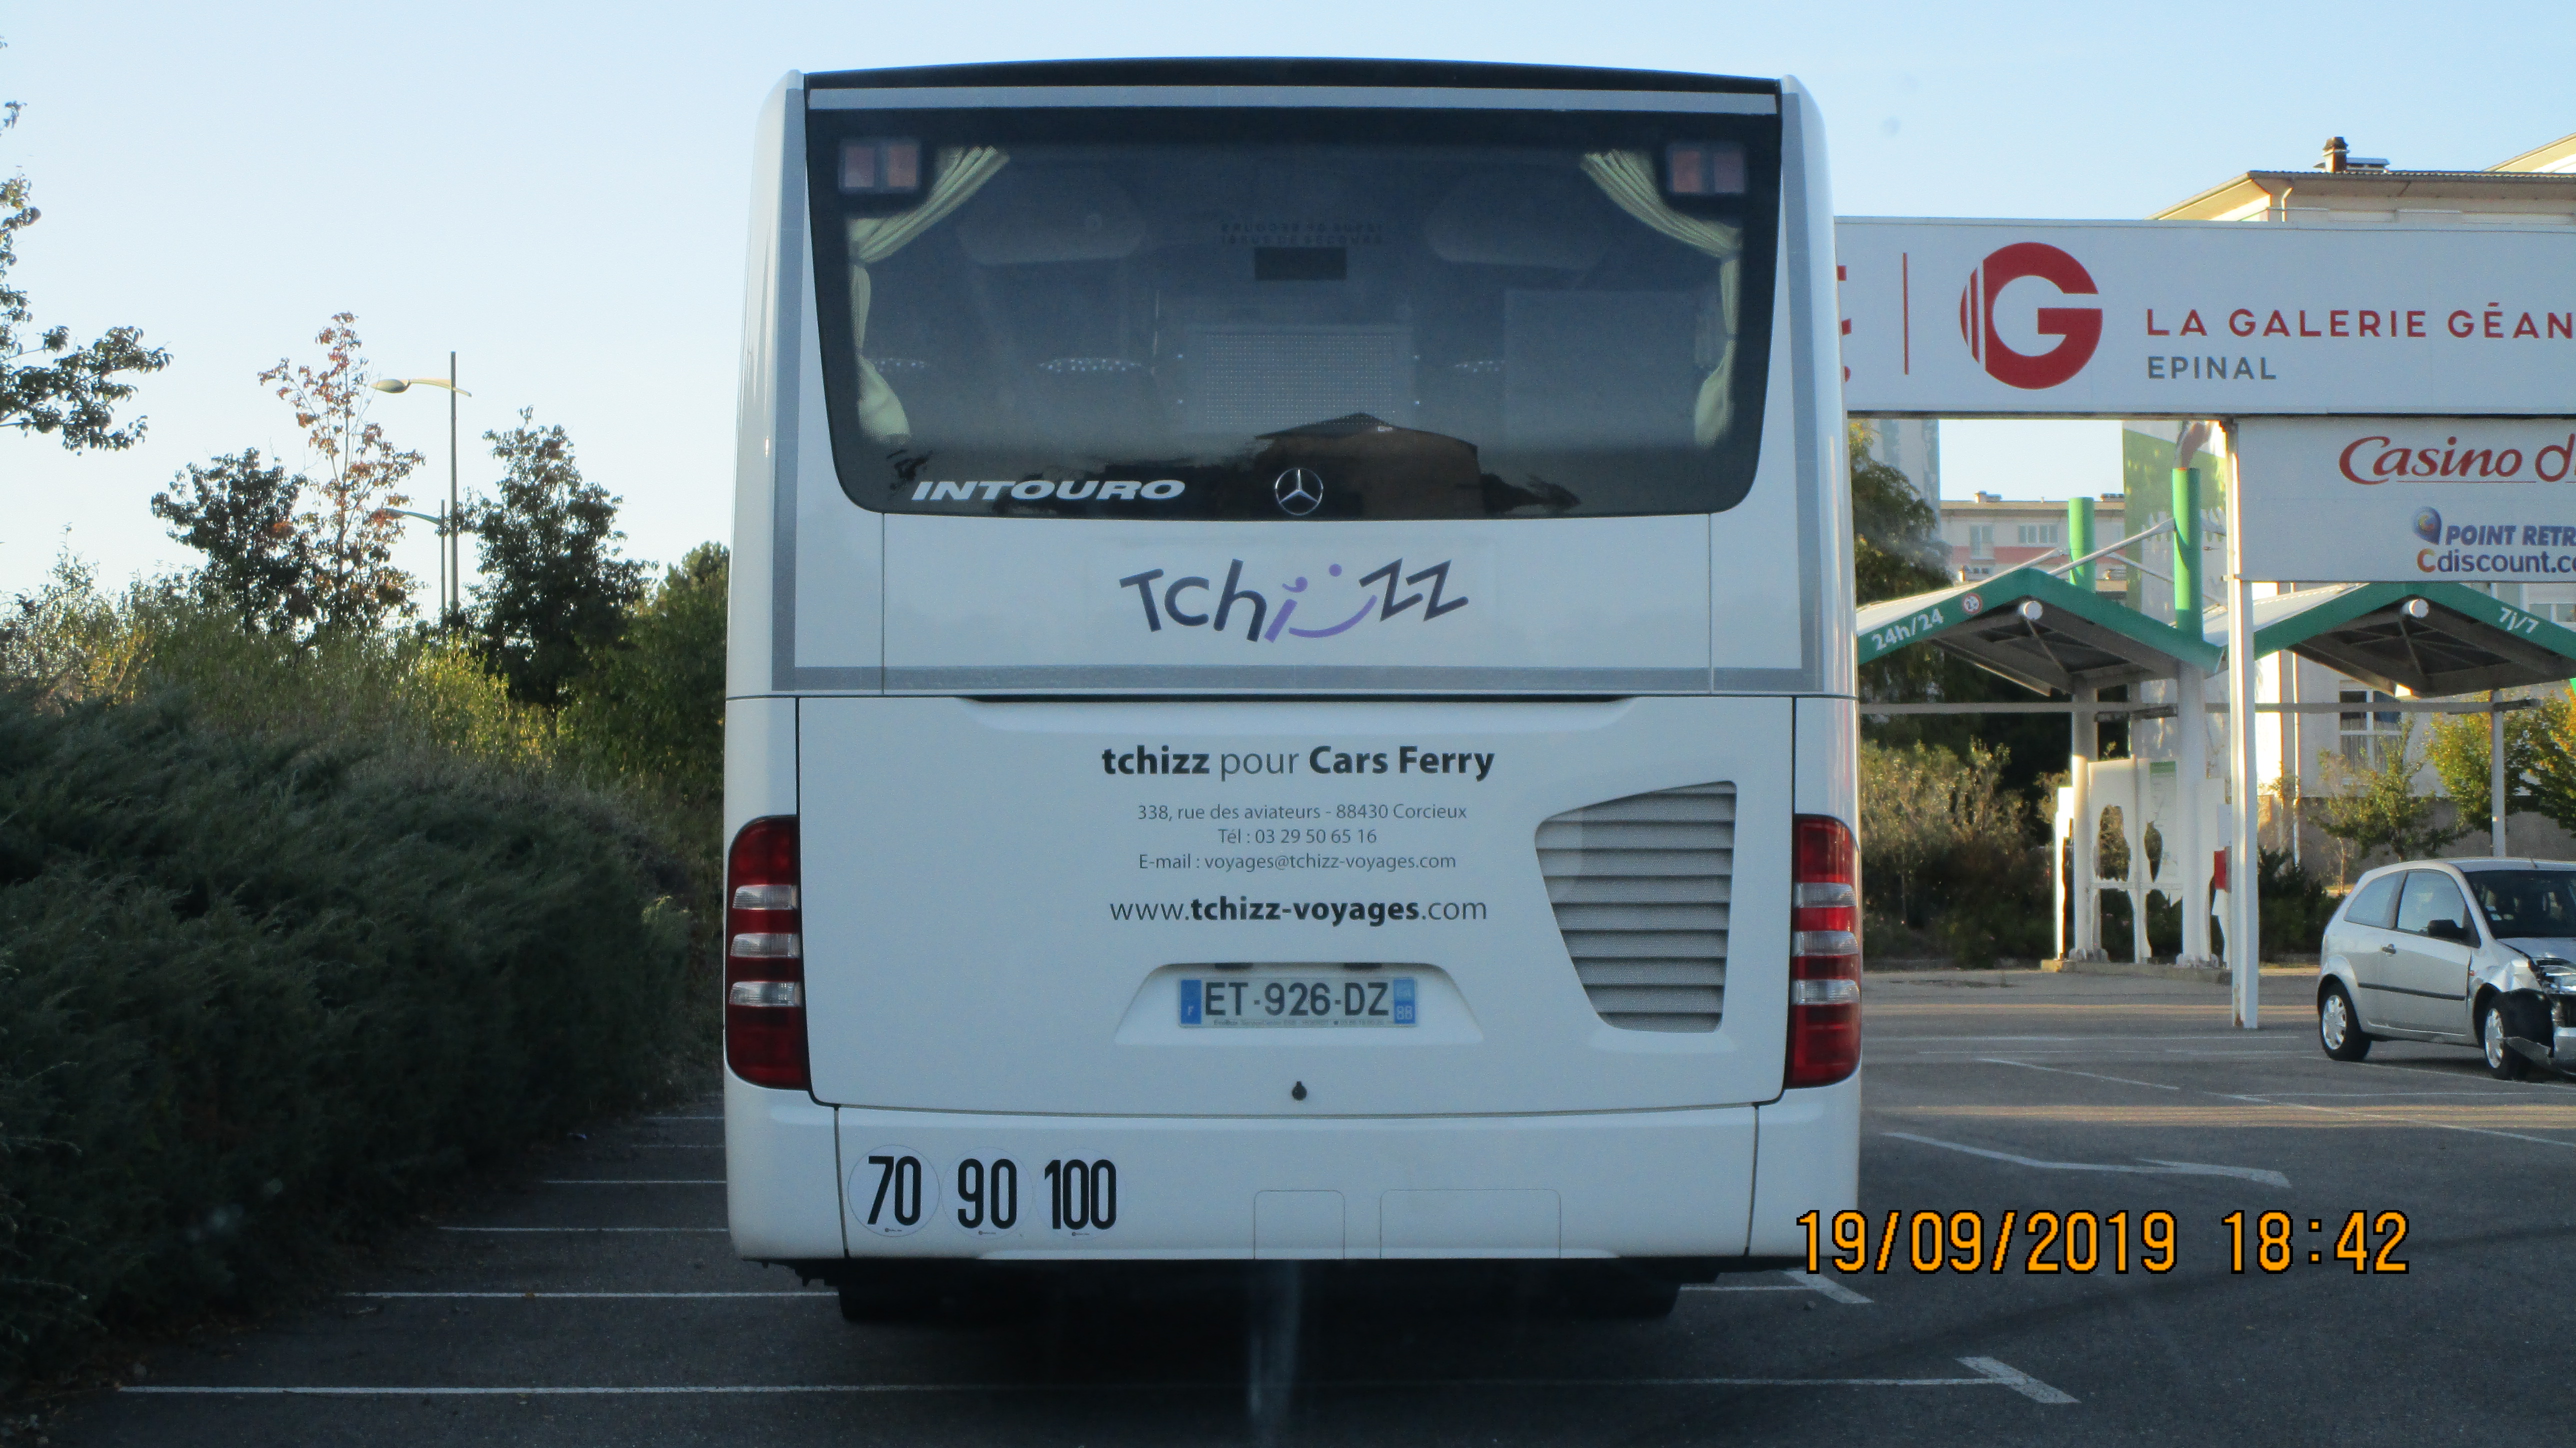 INTOURO
Tchizz
tchizz pour Cars Ferry
338, rue des aviateurs - 88430 Corcieux
Tél : 03 29 50 65 16
E-mail : voyages@tchizz-voyages.com
www.tchizz-voyages.com
F ET-926-DZ 88
70 90 100
G LA GALERIE GÉAN
EPINAL
Casino d
POINT RETR
Cdiscount.c
24h/24
7j/7
19/09/2019 18:42